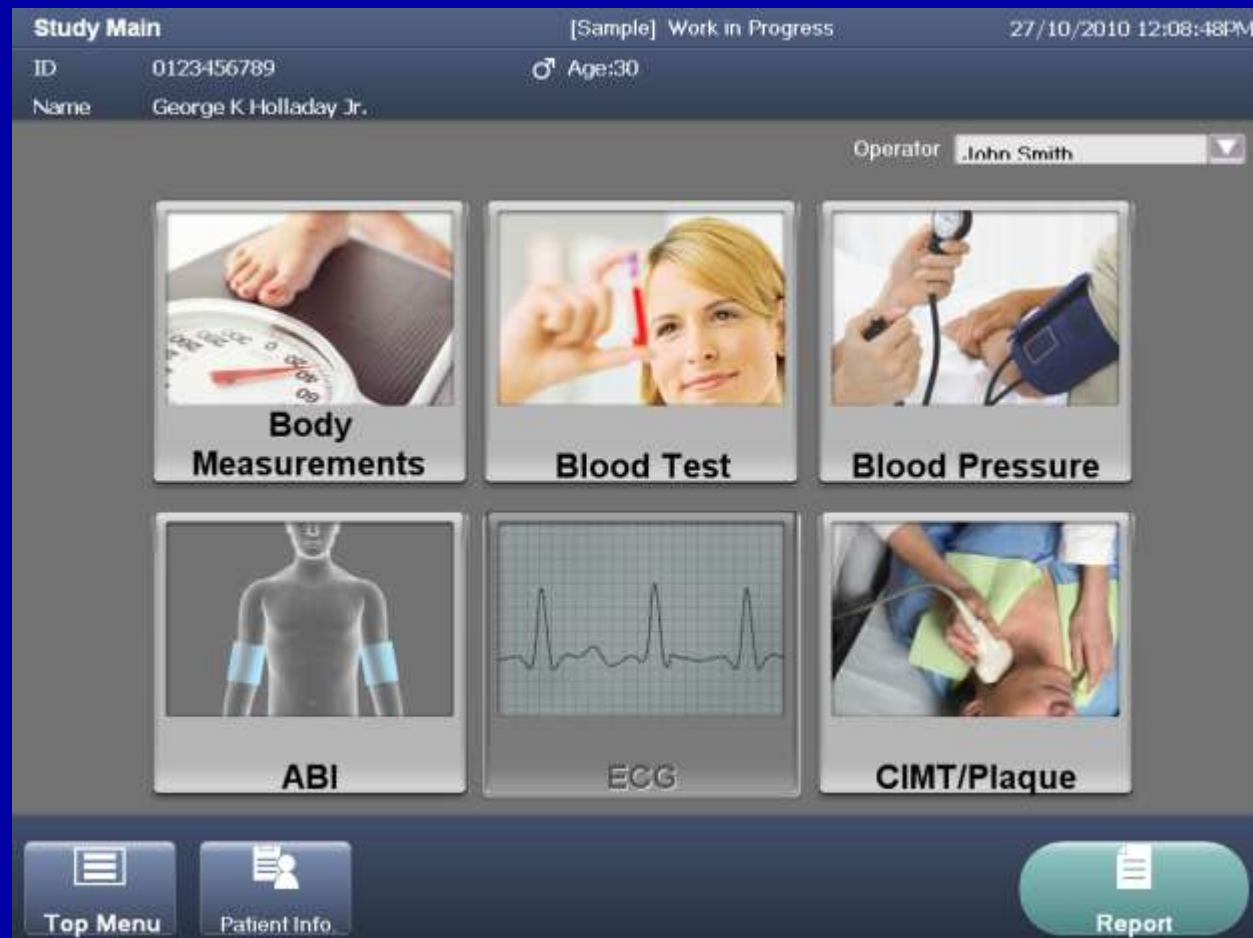 Study Main [Sample] Work in Progress 27/10/2010 12:08:48PM
ID 0123456789 ♂ Age:30
Name George K Holladay Jr.
Operator John Smith
Body
Measurements
Blood Test
Blood Pressure
ABI
ECG
CIMT/Plaque
Top Menu
Patient Info.
Report